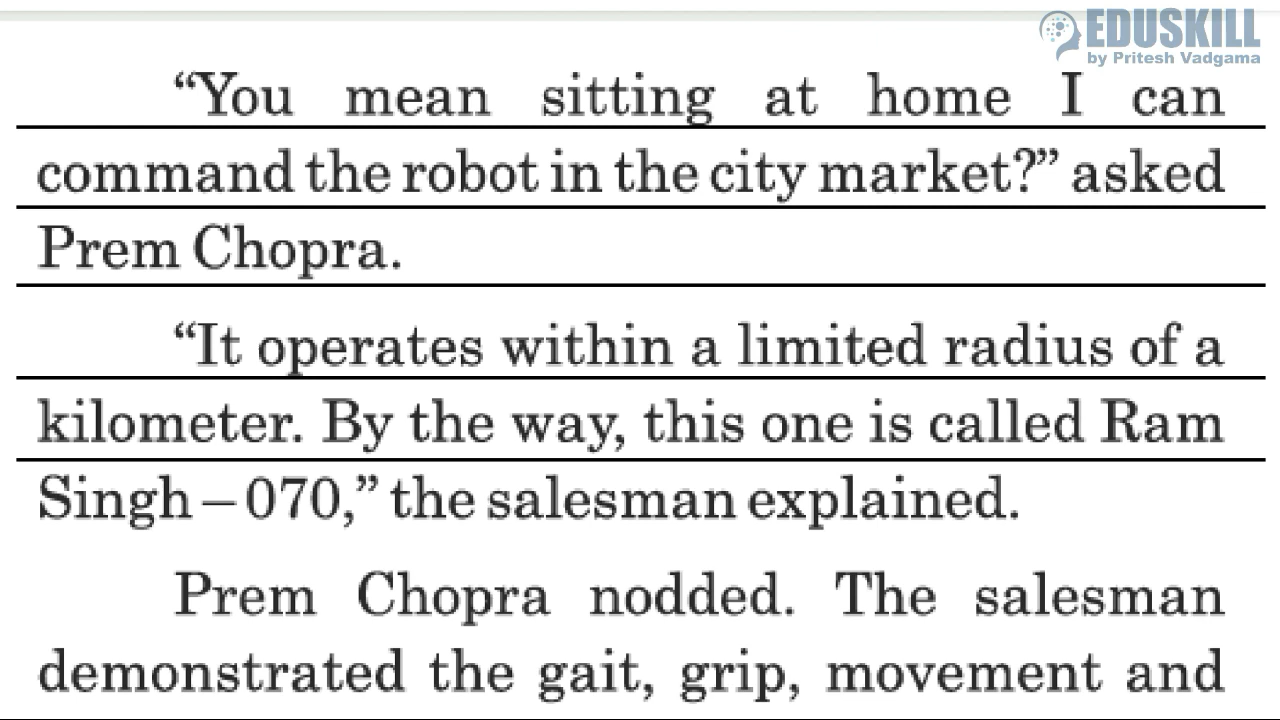 EDUSKILL
by Pritesh Vadgama
“You mean sitting at home I can
command the robot in the city market?” asked
Prem Chopra.
“It operates within a limited radius of a
kilometer. By the way, this one is called Ram
Singh – 070,” the salesman explained.
Prem Chopra nodded. The salesman
demonstrated the gait, grip, movement and